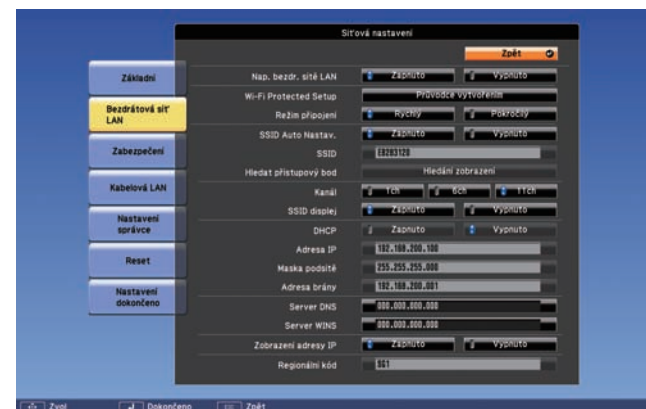 Síťová nastavení
Zpět
Základní
Bezdrátová síť
LAN
Zabezpečení
Kabelová LAN
Nastavení
správce
Reset
Nastavení
dokončeno
Nap. bezdr. sítě LAN Zapnuto Vypnuto
Wi-Fi Protected Setup Průvodce vytvořením
Režim připojení Rychlý Pokročilý
SSID Auto Nastav. Zapnuto Vypnuto
SSID
Hledat přístupový bod Hledání zobrazení
Kanál 1ch 6ch 11ch
SSID displej Zapnuto Vypnuto
DHCP Zapnuto Vypnuto
Adresa IP 192.168.200.100
Maska podsítě 255.255.255.000
Adresa brány 192.168.200.001
Server DNS 000.000.000.000
Server WINS 000.000.000.000
Zobrazení adresy IP Zapnuto Vypnuto
Regionální kód
Zvol Dokončeno Zpět